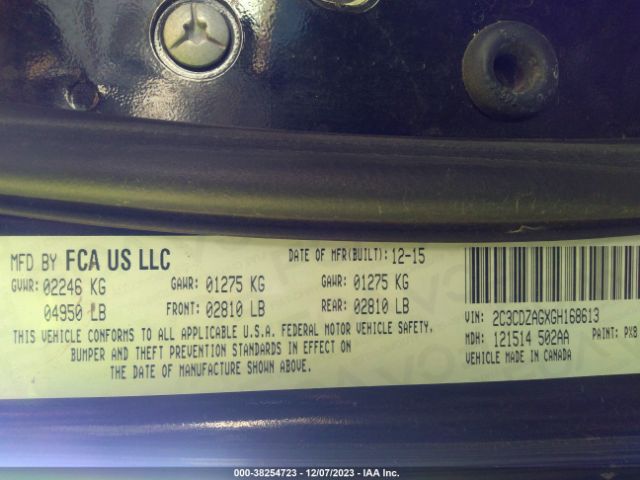 MFD BY FCA US LLC
DATE OF MFR(BUILT): 12-15
GVWR: 02246 KG
GAWR: 01275 KG
GAWR: 01275 KG
04950 LB
FRONT: 02810 LB
REAR: 02810 LB
THIS VEHICLE CONFORMS TO ALL APPLICABLE U.S.A. FEDERAL MOTOR VEHICLE SAFETY,
BUMPER AND THEFT PREVENTION STANDARDS IN EFFECT ON
THE DATE OF MANUFACTURE SHOWN ABOVE.
VIN: 2C3CDZAGXGH168613
MDH: 121514 502AA
PAINT: PX8
VEHICLE MADE IN CANADA
000-38254723 - 12/07/2023 - IAA Inc.